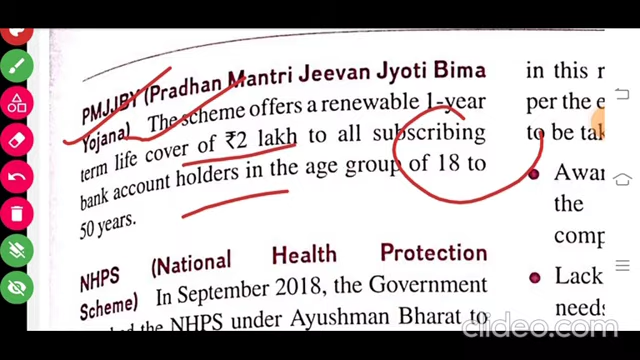 PMJJBY (Pradhan Mantri Jeevan Jyoti Bima
Yojana) The scheme offers a renewable 1-year
term life cover of ₹2 lakh to all subscribing
bank account holders in the age group of 18 to
50 years.
NHPS (National Health Protection
Scheme) In September 2018, the Government
the NHPS under Ayushman Bharat to
in this
per the
to be
the
comp
Lack
needs
clideo.com